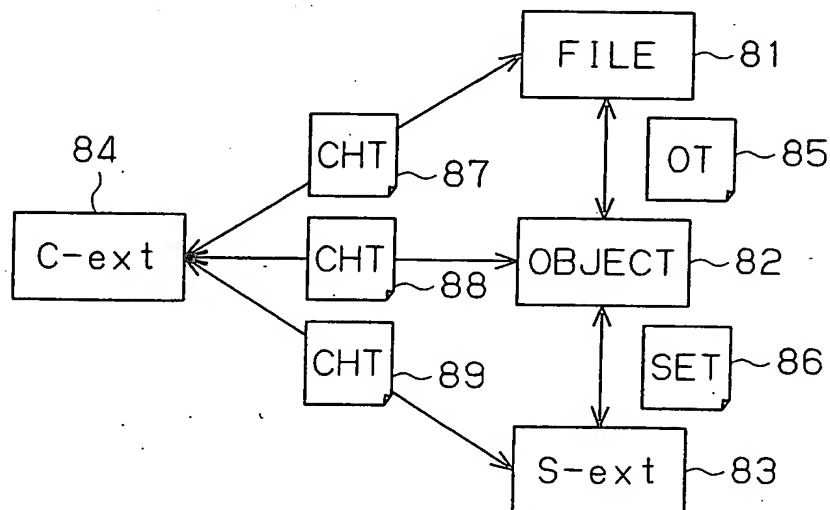 FILE 81
84 CHT 87 OT 85
C-ext CHT 88 OBJECT 82
CHT 89 SET 86
S-ext 83